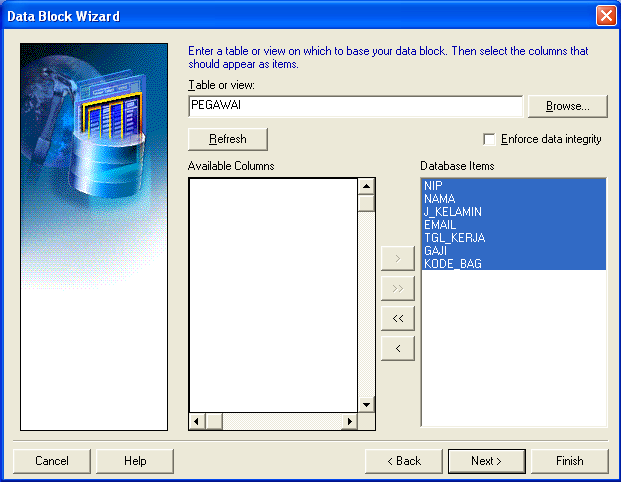 Data Block Wizard
Enter a table or view on which to base your data block. Then select the columns that
should appear as items.
Table or view:
PEGAWAI
Browse...
Refresh
Enforce data integrity
Available Columns
Database Items
NIP
NAMA
J_KELAMIN
EMAIL
TGL_KERJA
GAJI
KODE_BAG
>
>>
<<
<
Cancel
Help
< Back
Next >
Finish